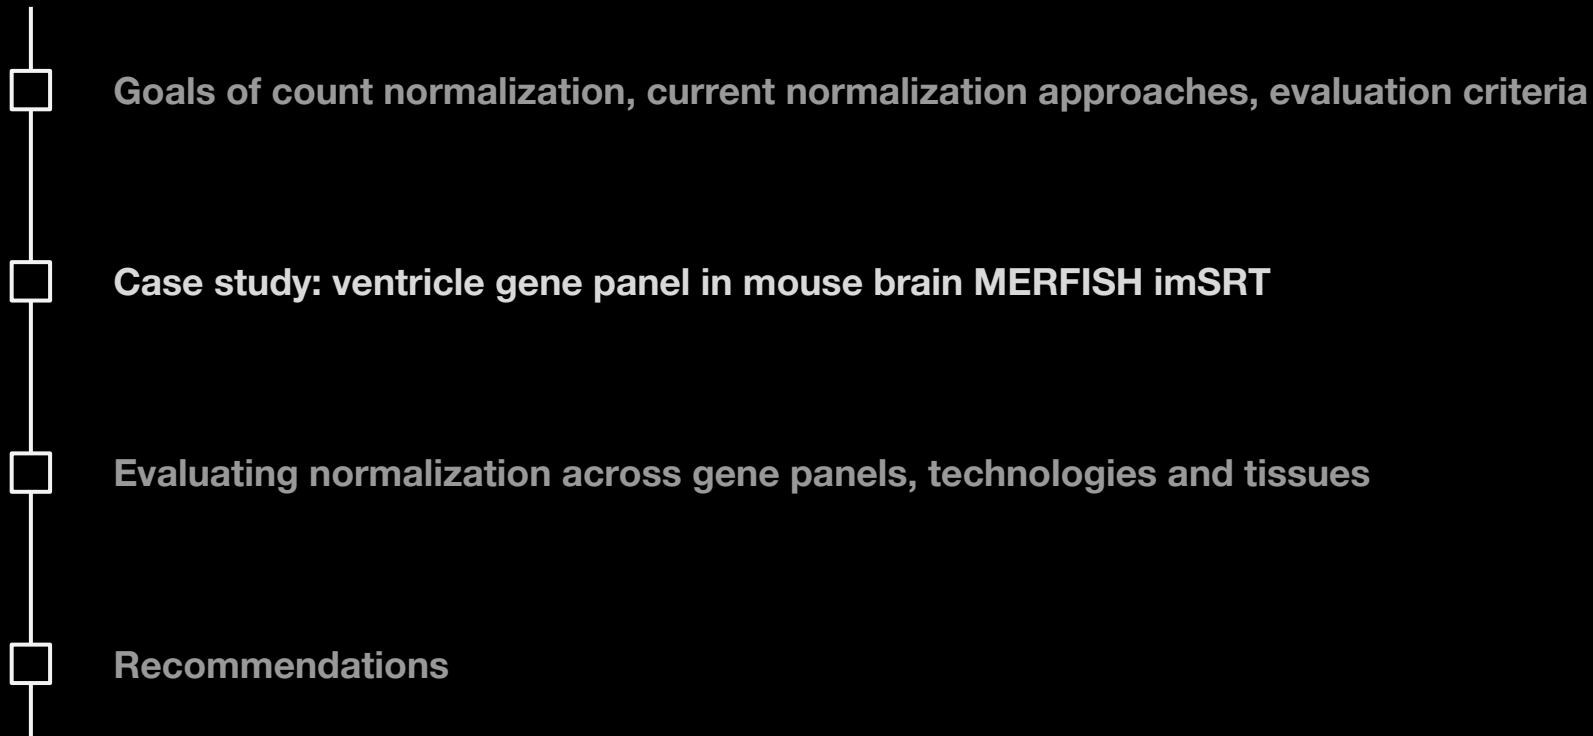 Goals of count normalization, current normalization approaches, evaluation criteria
Case study: ventricle gene panel in mouse brain MERFISH imSRT
Evaluating normalization across gene panels, technologies and tissues
Recommendations